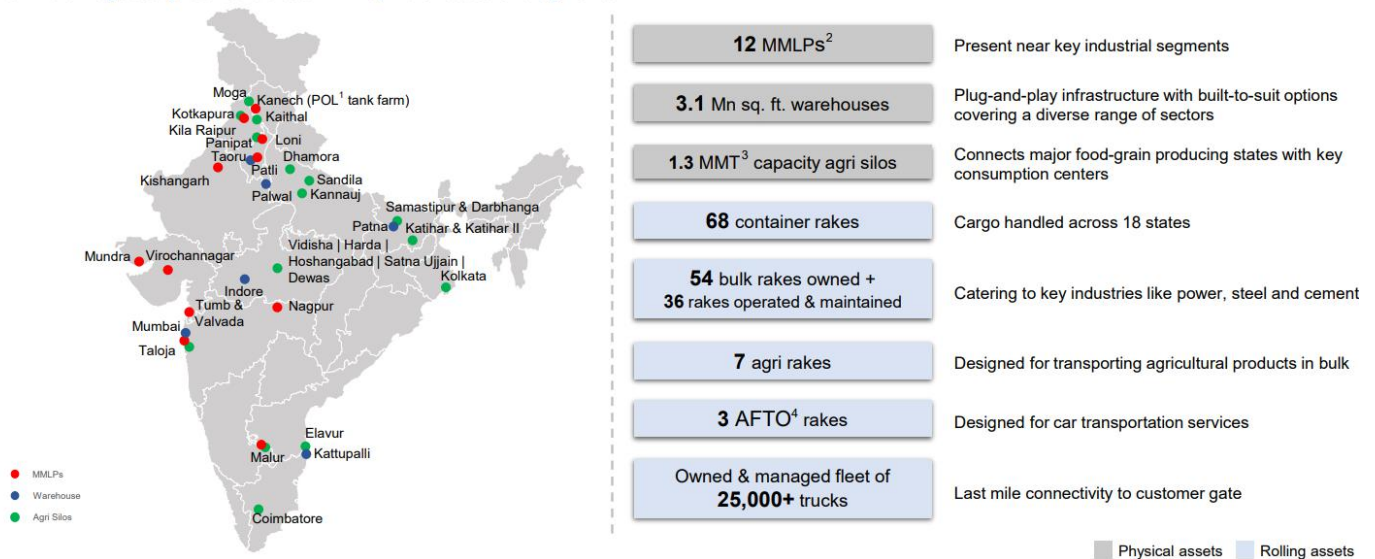 Moga
Kanech (POL¹ tank farm)
Kotkapura
Kaithal
Kila Raipur
Panipat
Loni
Taoru
Dhamora
Patli
Kishangarh
Sandila
Palwal
Kannauj
Samastipur & Darbhanga
Patna
Katihar & Katihar II
Vidisha | Harda |
Hoshangabad | Satna Ujjain |
Dewas
Kolkata
Mundra
Virochannagar
Indore
Tumb &
Valvada
Nagpur
Mumbai
Taloja
Elavur
Malur
Kattupalli
Coimbatore
MMLPs
Warehouse
Agri Silos
12 MMLPs²
Present near key industrial segments
3.1 Mn sq. ft. warehouses
Plug-and-play infrastructure with built-to-suit options
covering a diverse range of sectors
1.3 MMT³ capacity agri silos
Connects major food-grain producing states with key
consumption centers
68 container rakes
Cargo handled across 18 states
54 bulk rakes owned +
36 rakes operated & maintained
Catering to key industries like power, steel and cement
7 agri rakes
Designed for transporting agricultural products in bulk
3 AFTO⁴ rakes
Designed for car transportation services
Owned & managed fleet of
25,000+ trucks
Last mile connectivity to customer gate
Physical assets
Rolling assets